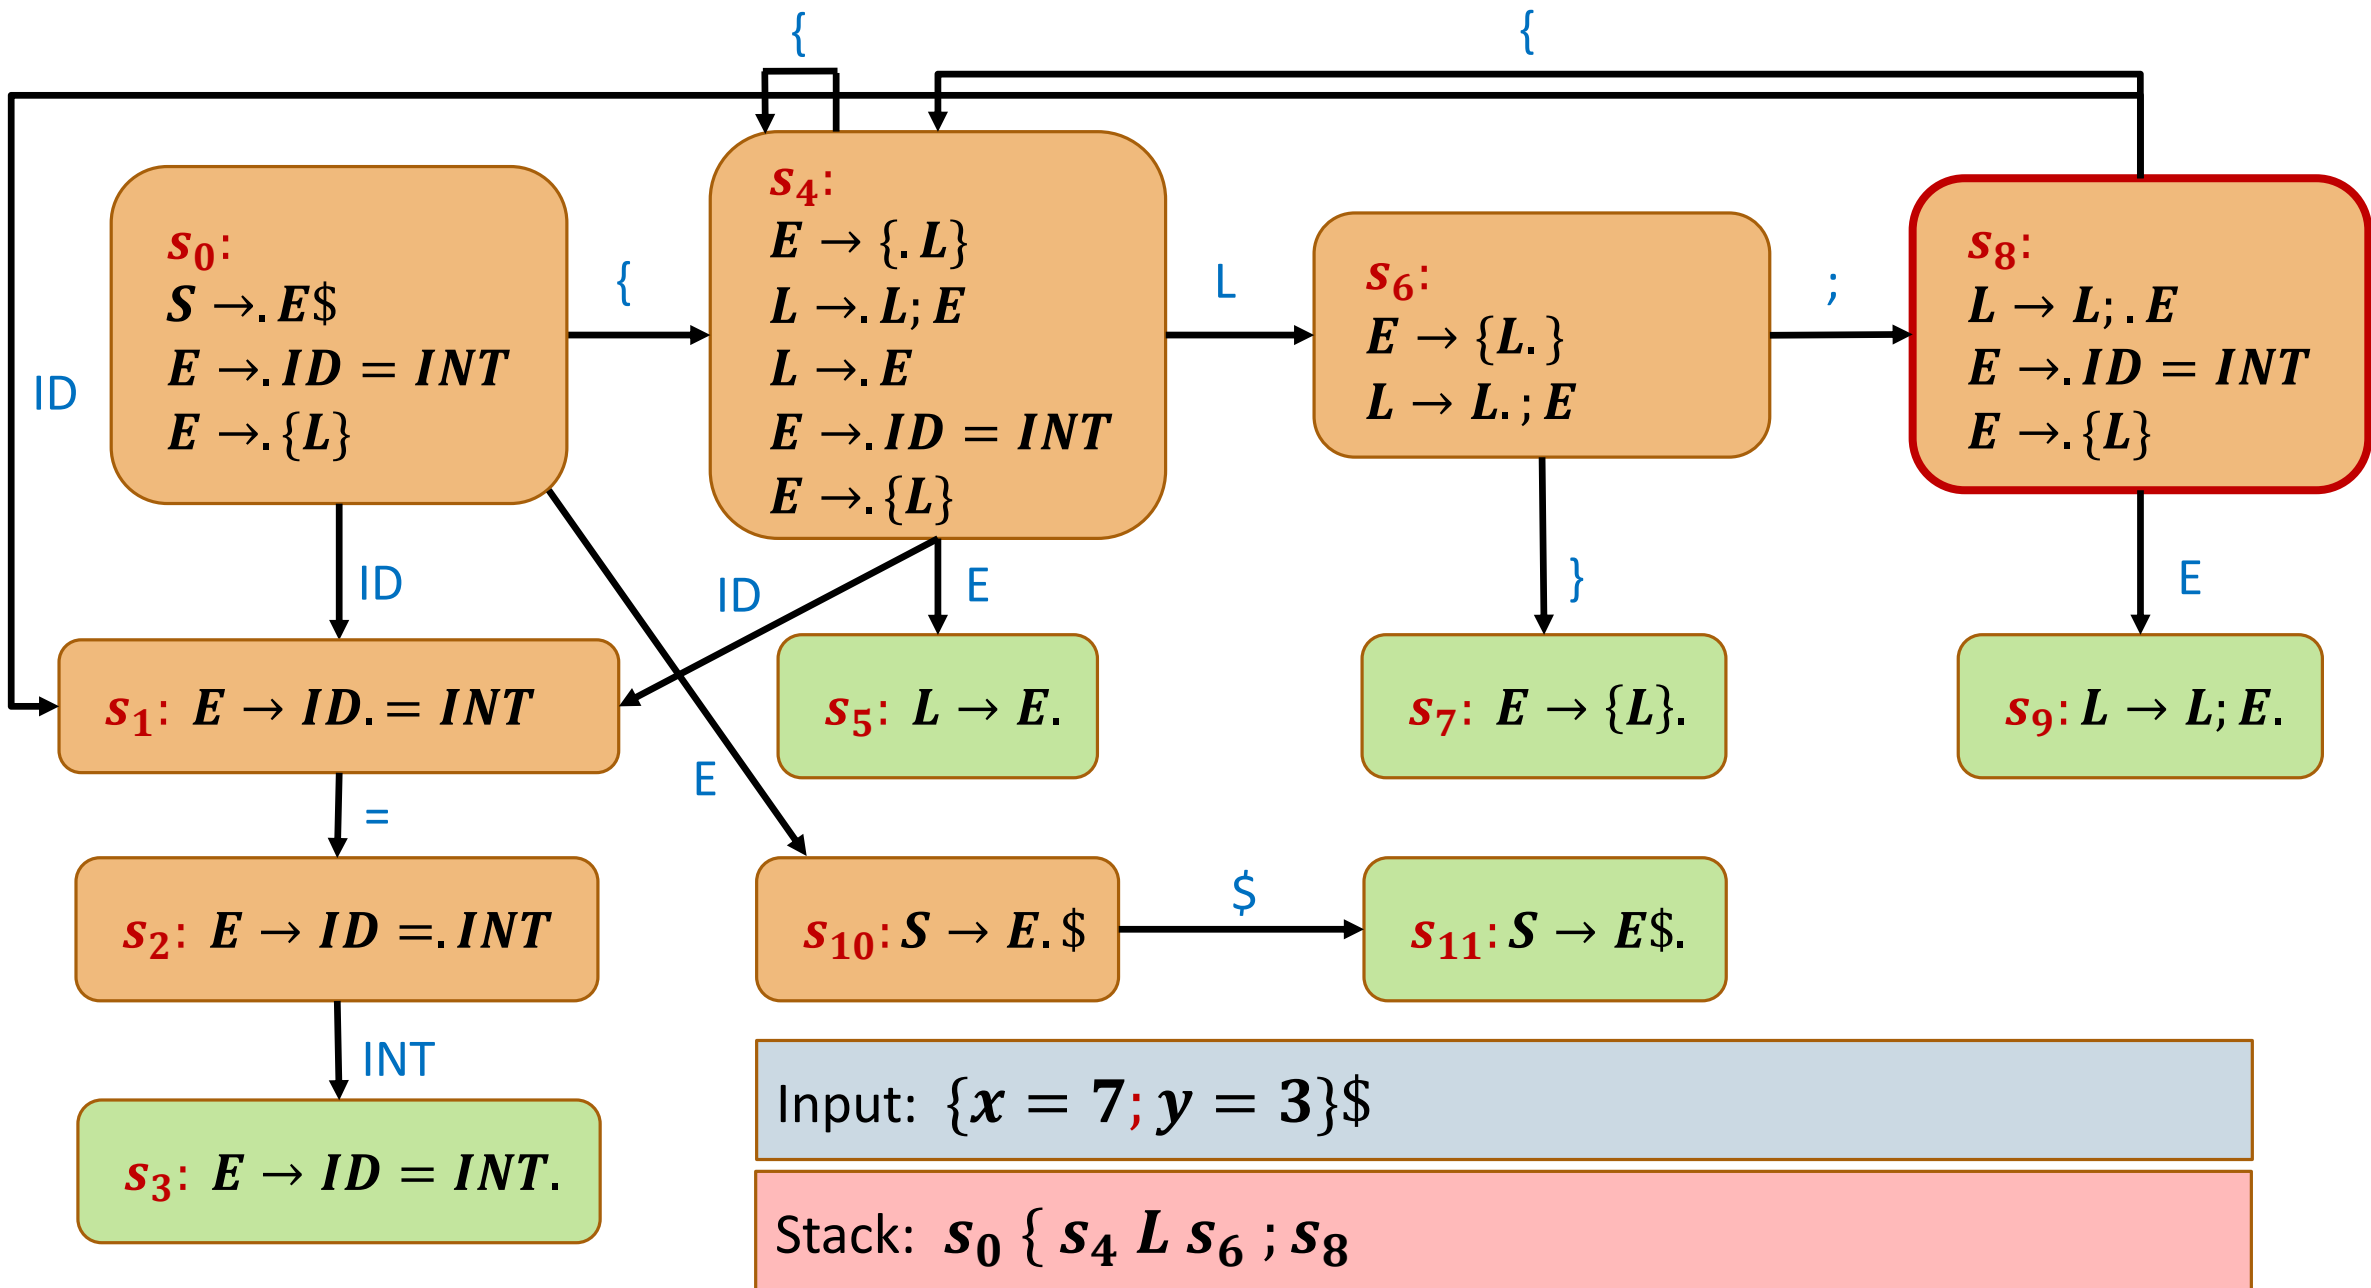 {
{
s₀:
S →. E$
E →. ID = INT
E →. {L}
{
s₄:
E → {. L}
L →. L; E
L →. E
E →. ID = INT
E →. {L}
L
s₆:
E → {L. }
L → L. ; E
;
s₈:
L → L; . E
E →. ID = INT
E →. {L}
ID
ID
ID
E
}
E
s₁: E → ID. = INT
s₅: L → E.
s₇: E → {L}.
s₉: L → L; E.
=
E
s₂: E → ID =. INT
s₁₀: S → E. $
$
s₁₁: S → E$.
INT
s₃: E → ID = INT.
Input: {x = 7; y = 3}$
Stack: s₀ { s₄ L s₆ ; s₈